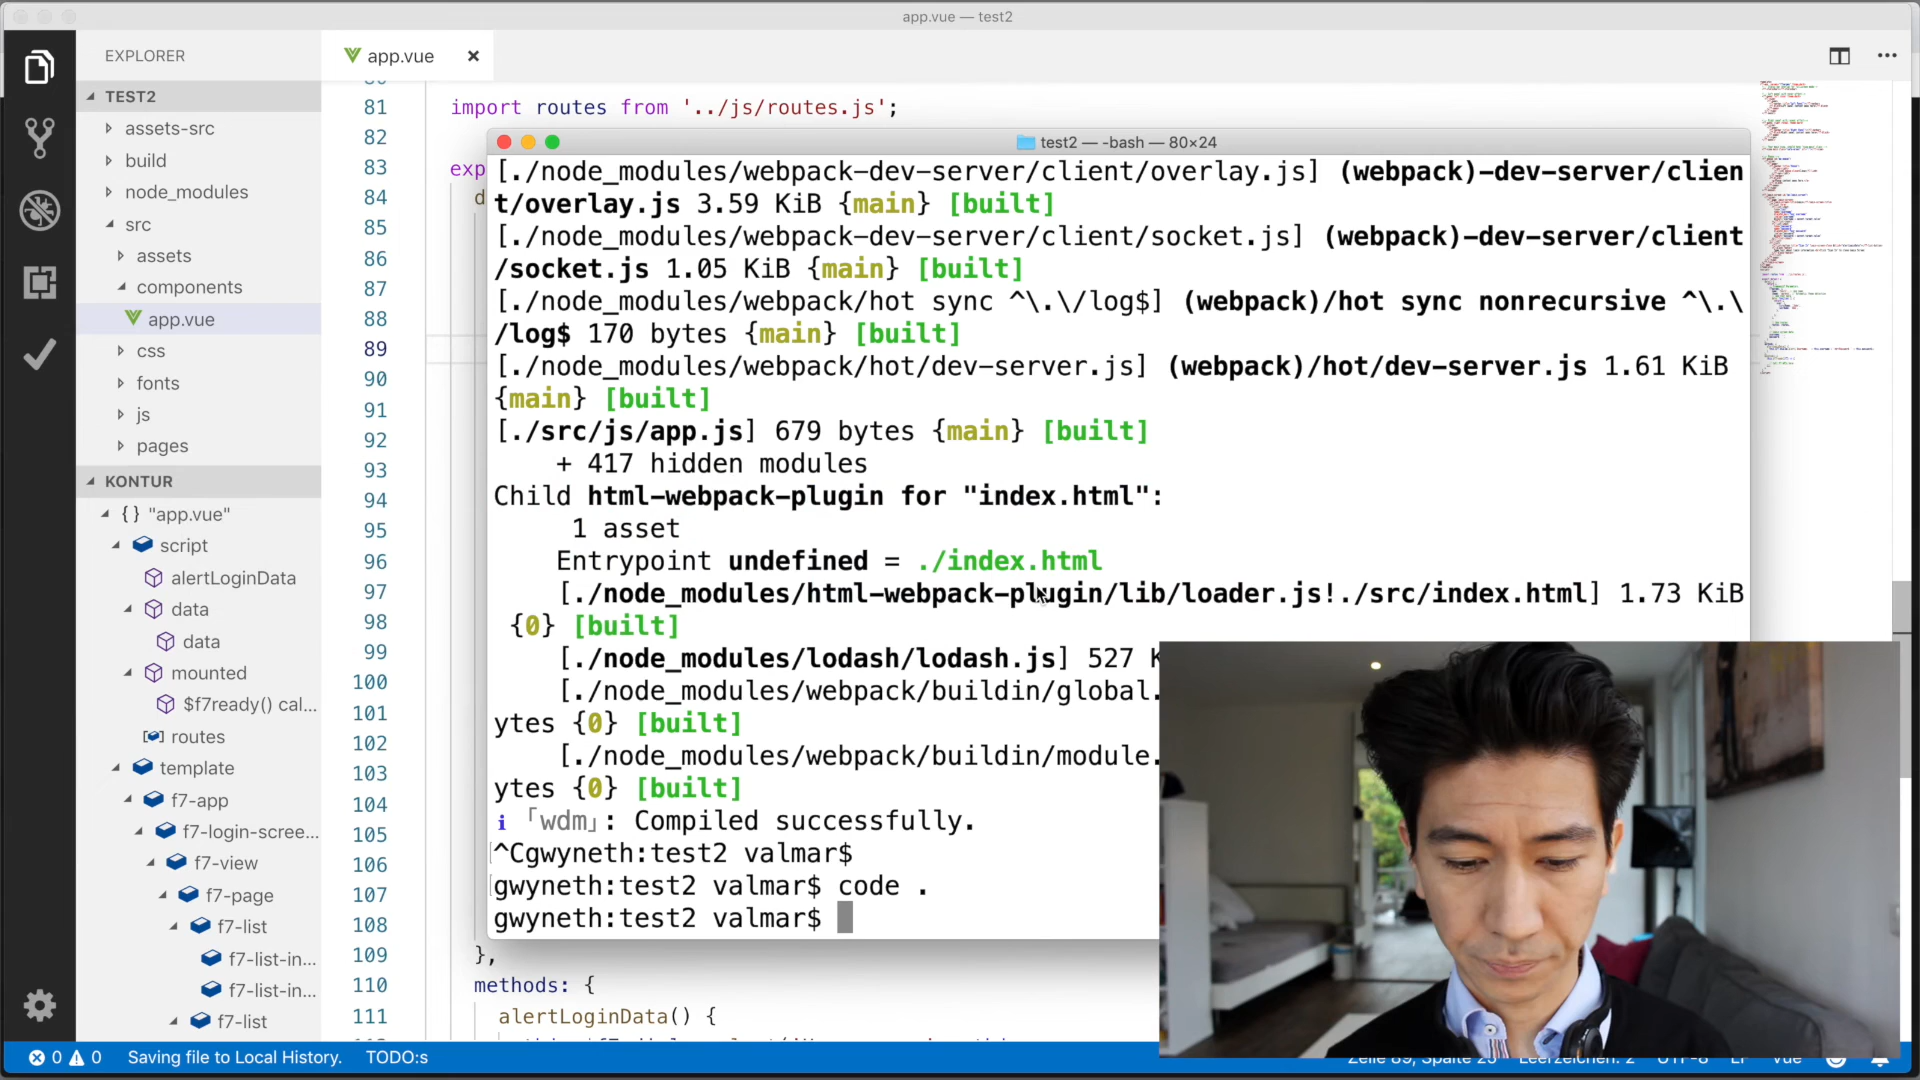 app.vue — test2
EXPLORER
app.vue
TEST2
assets-src
build
node_modules
src
assets
components
app.vue
css
fonts
js
pages
KONTUR
{ } "app.vue"
script
alertLoginData
data
data
mounted
$f7ready() cal...
routes
template
f7-app
f7-login-scree...
f7-view
f7-page
f7-list
f7-list-in...
f7-list-in...
f7-list
81 import routes from '../js/routes.js';
82
83 exp
84 d
85
86
87
88
89
90
91
92
93
94
95
96
97
98
99
100
101
102
103
104
105
106
107
108
109 },
110 methods: {
111 alertLoginData() {
test2 — -bash — 80×24
[./node_modules/webpack-dev-server/client/overlay.js] (webpack)-dev-server/clien
t/overlay.js 3.59 KiB {main} [built]
[./node_modules/webpack-dev-server/client/socket.js] (webpack)-dev-server/client
/socket.js 1.05 KiB {main} [built]
[./node_modules/webpack/hot sync ^\.\/log$] (webpack)/hot sync nonrecursive ^\.\
/log$ 170 bytes {main} [built]
[./node_modules/webpack/hot/dev-server.js] (webpack)/hot/dev-server.js 1.61 KiB
{main} [built]
[./src/js/app.js] 679 bytes {main} [built]
+ 417 hidden modules
Child html-webpack-plugin for "index.html":
1 asset
Entrypoint undefined = ./index.html
[./node_modules/html-webpack-plugin/lib/loader.js!./src/index.html] 1.73 KiB
{0} [built]
[./node_modules/lodash/lodash.js] 527 K
[./node_modules/webpack/buildin/global.
ytes {0} [built]
[./node_modules/webpack/buildin/module.
ytes {0} [built]
ℹ ｢wdm｣: Compiled successfully.
^Cgwyneth:test2 valmar$
gwyneth:test2 valmar$ code .
gwyneth:test2 valmar$
0 0 Saving file to Local History. TODO:s
Zeile 89, Spalte 25 Leerzeichen: 2 UTF-8 LF Vue